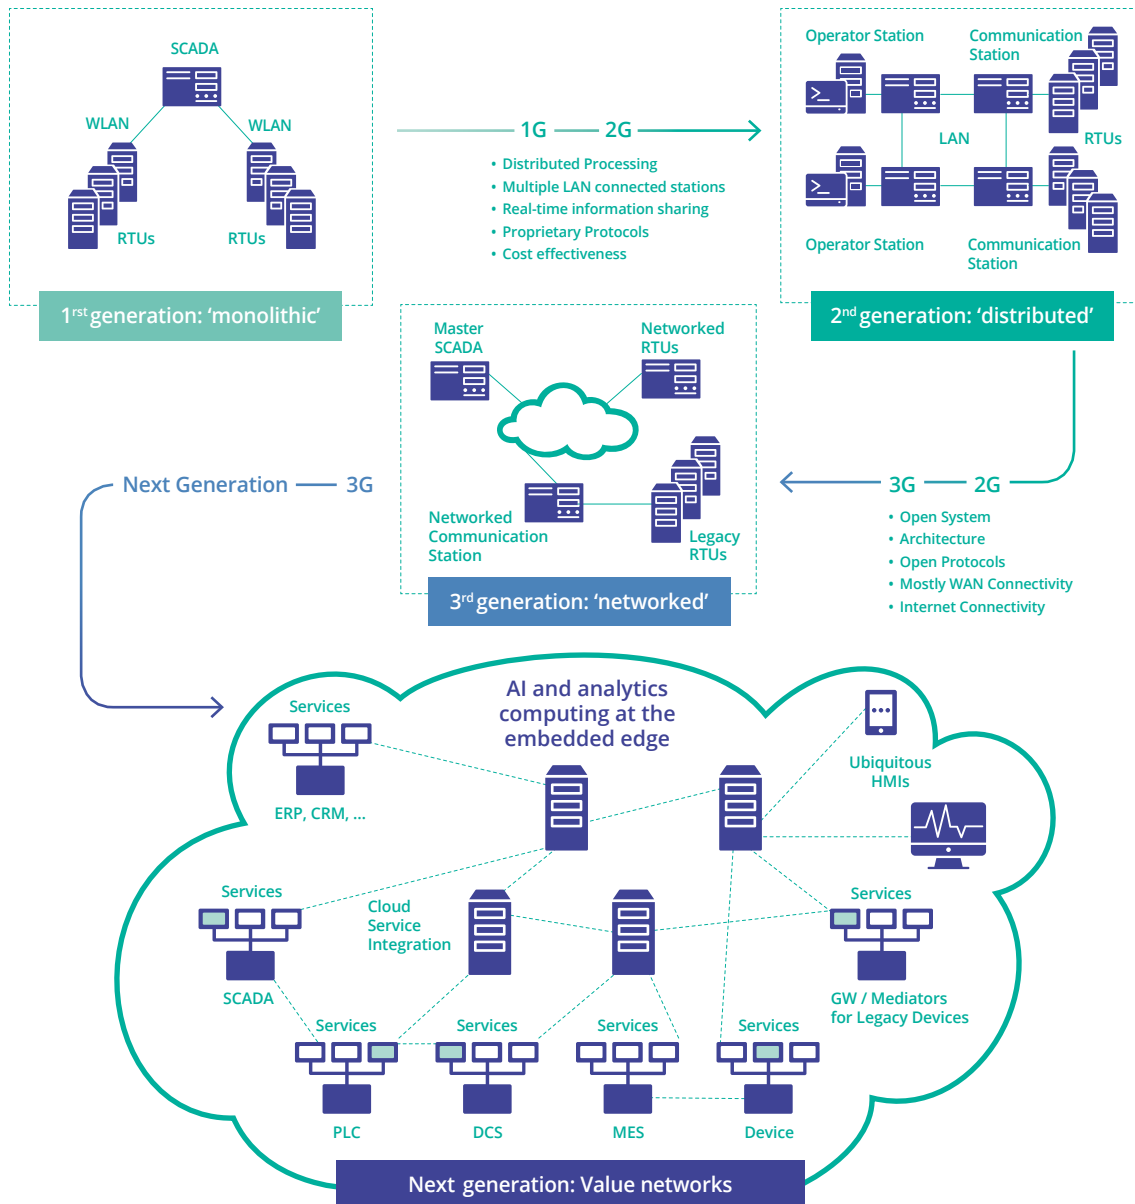 SCADA
WLAN
WLAN
RTUs
RTUs
1rst generation: ‘monolithic’
1G
2G
• Distributed Processing
• Multiple LAN connected stations
• Real-time information sharing
• Proprietary Protocols
• Cost effectiveness
Operator Station
Communication
Station
LAN
RTUs
Operator Station
Communication
Station
2nd generation: ‘distributed’
Master
SCADA
Networked
RTUs
Networked
Communication
Station
Legacy
RTUs
3rd generation: ‘networked’
3G
2G
• Open System
• Architecture
• Open Protocols
• Mostly WAN Connectivity
• Internet Connectivity
Next Generation
3G
AI and analytics
computing at the
embedded edge
Services
ERP, CRM, ...
Ubiquitous
HMIs
Services
SCADA
Cloud
Service
Integration
Services
GW / Mediators
for Legacy Devices
Services
PLC
Services
DCS
Services
MES
Services
Device
Next generation: Value networks